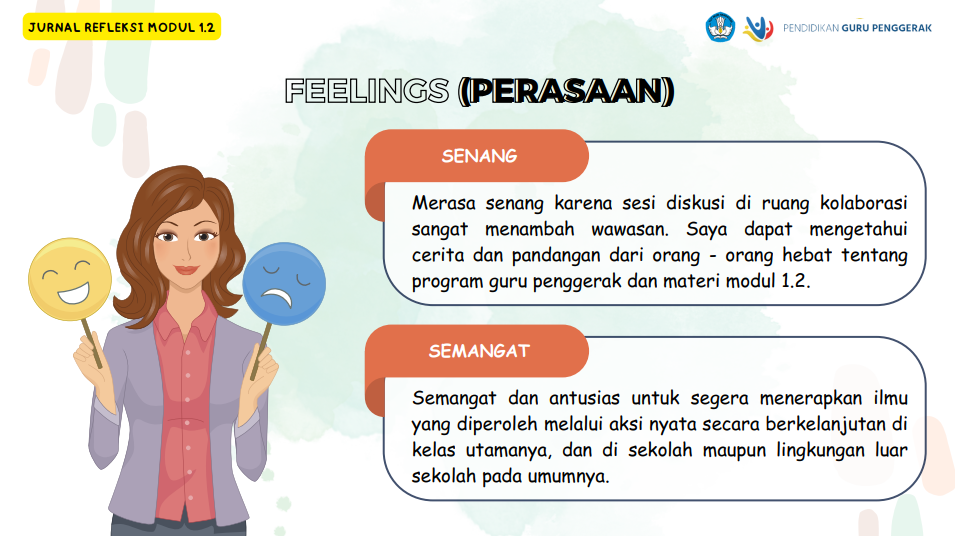 JURNAL REFLEKSI MODUL 1.2
PENDIDIKAN GURU PENGGERAK
FEELINGS (PERASAAN)
SENANG
Merasa senang karena sesi diskusi di ruang kolaborasi
sangat menambah wawasan. Saya dapat mengetahui
cerita dan pandangan dari orang - orang hebat tentang
program guru penggerak dan materi modul 1.2.
SEMANGAT
Semangat dan antusias untuk segera menerapkan ilmu
yang diperoleh melalui aksi nyata secara berkelanjutan di
kelas utamanya, dan di sekolah maupun lingkungan luar
sekolah pada umumnya.